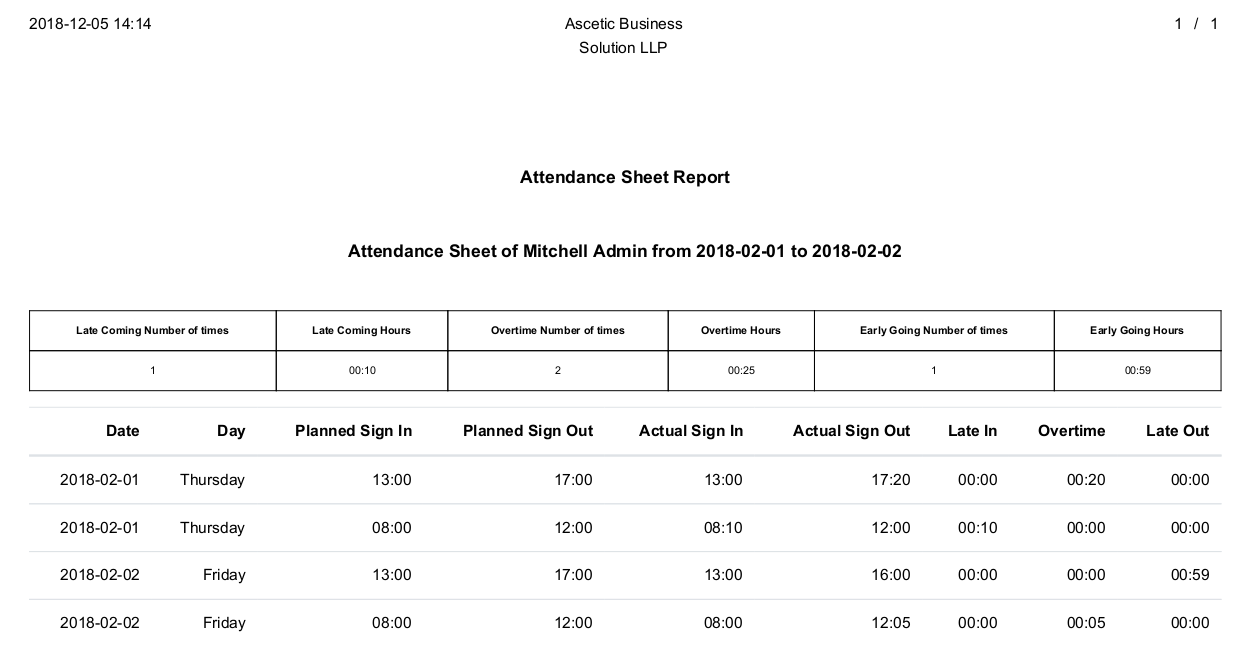 2018-12-05 14:14 Ascetic Business 1 / 1
Solution LLP
Attendance Sheet Report
Attendance Sheet of Mitchell Admin from 2018-02-01 to 2018-02-02
Late Coming Number of times Late Coming Hours Overtime Number of times Overtime Hours Early Going Number of times Early Going Hours
1 00:10 2 00:25 1 00:59
Date Day Planned Sign In Planned Sign Out Actual Sign In Actual Sign Out Late In Overtime Late Out
2018-02-01 Thursday 13:00 17:00 13:00 17:20 00:00 00:20 00:00
2018-02-01 Thursday 08:00 12:00 08:10 12:00 00:10 00:00 00:00
2018-02-02 Friday 13:00 17:00 13:00 16:00 00:00 00:00 00:59
2018-02-02 Friday 08:00 12:00 08:00 12:05 00:00 00:05 00:00